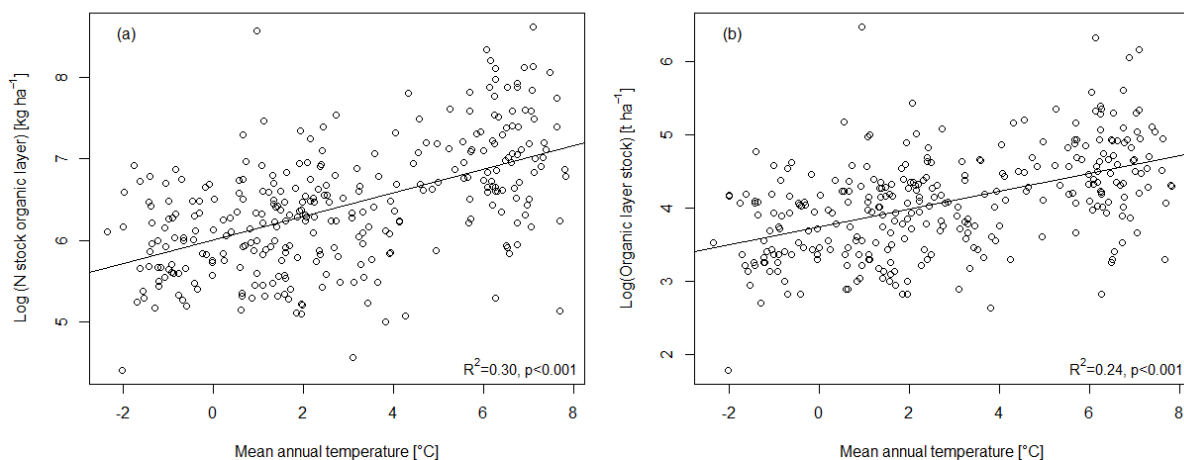 (a)
Log (N stock organic layer) [kg ha⁻¹]
8
7
6
5
R²=0.30, p<0.001
-2 0 2 4 6 8
Mean annual temperature [°C]
(b)
Log(Organic layer stock) [t ha⁻¹]
6
5
4
3
2
R²=0.24, p<0.001
-2 0 2 4 6 8
Mean annual temperature [°C]